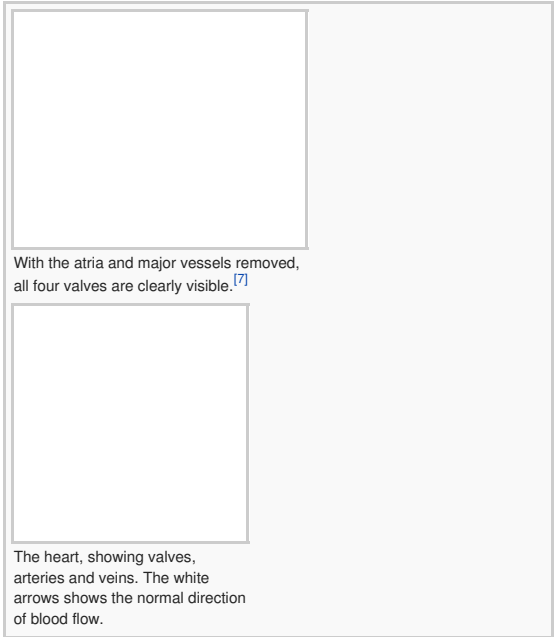 With the atria and major vessels removed,
all four valves are clearly visible.[7]
The heart, showing valves,
arteries and veins. The white
arrows shows the normal direction
of blood flow.